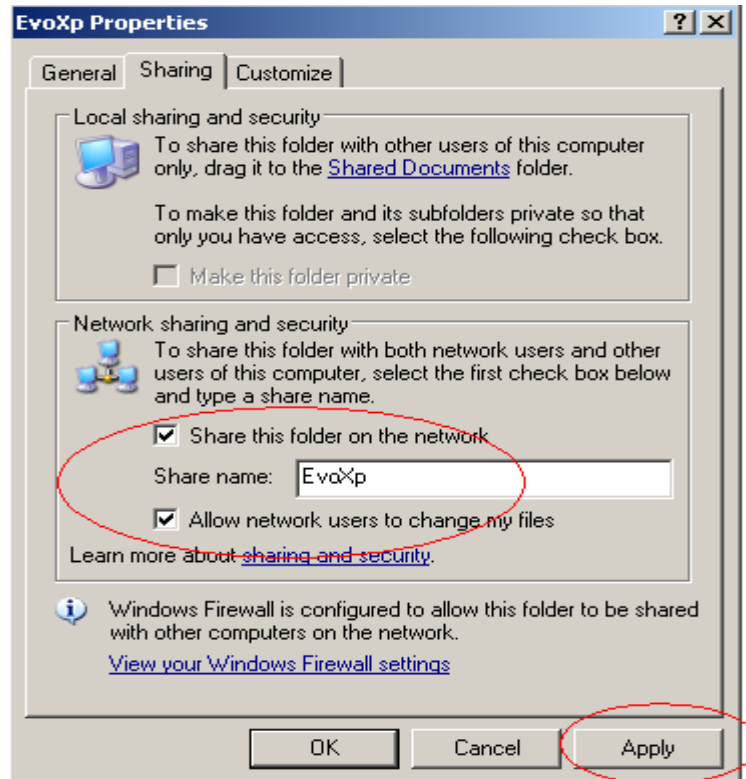 EvoXp Properties
General Sharing Customize
Local sharing and security
To share this folder with other users of this computer
only, drag it to the Shared Documents folder.
To make this folder and its subfolders private so that
only you have access, select the following check box.
Make this folder private
Network sharing and security
To share this folder with both network users and other
users of this computer, select the first check box below
and type a share name.
Share this folder on the network
Share name: EvoXp
Allow network users to change my files
Learn more about sharing and security.
Windows Firewall is configured to allow this folder to be shared
with other computers on the network.
View your Windows Firewall settings
OK Cancel Apply